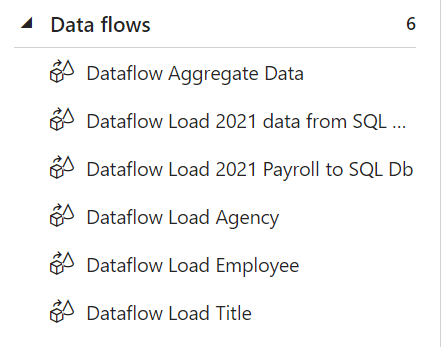 Data flows 6
Dataflow Aggregate Data
Dataflow Load 2021 data from SQL ...
Dataflow Load 2021 Payroll to SQL Db
Dataflow Load Agency
Dataflow Load Employee
Dataflow Load Title